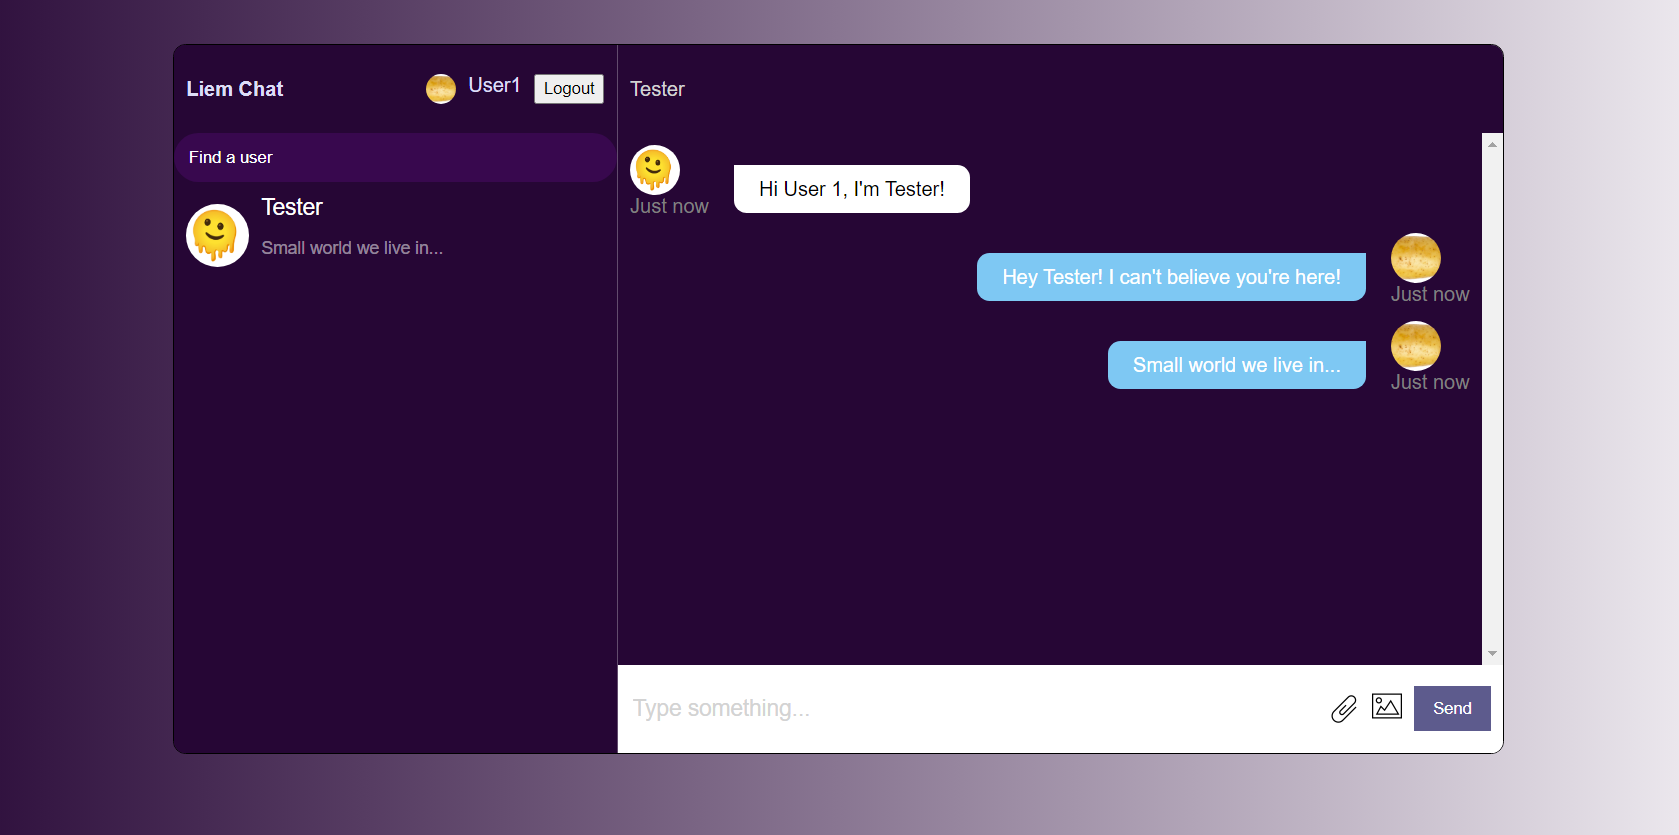 Liem Chat
User1
Logout
Find a user
Tester
Small world we live in...
Tester
Just now
Hi User 1, I'm Tester!
Hey Tester! I can't believe you're here!
Just now
Small world we live in...
Just now
Type something...
Send